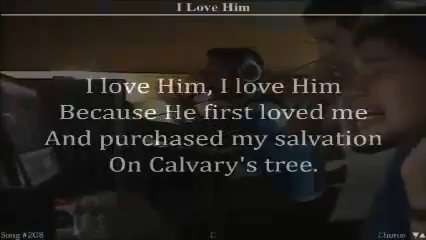 I Love Him
I love Him, I love Him
Because He first loved me
And purchased my salvation
On Calvary's tree.
Song #208
Chorus ▼▲